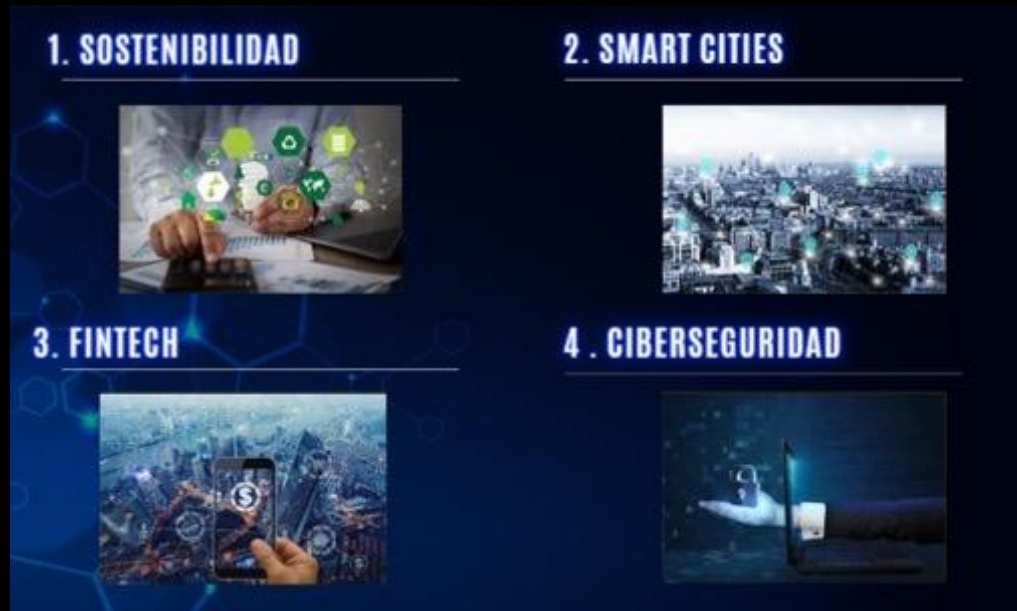 1. SOSTENIBILIDAD
2. SMART CITIES
3. FINTECH
4 . CIBERSEGURIDAD